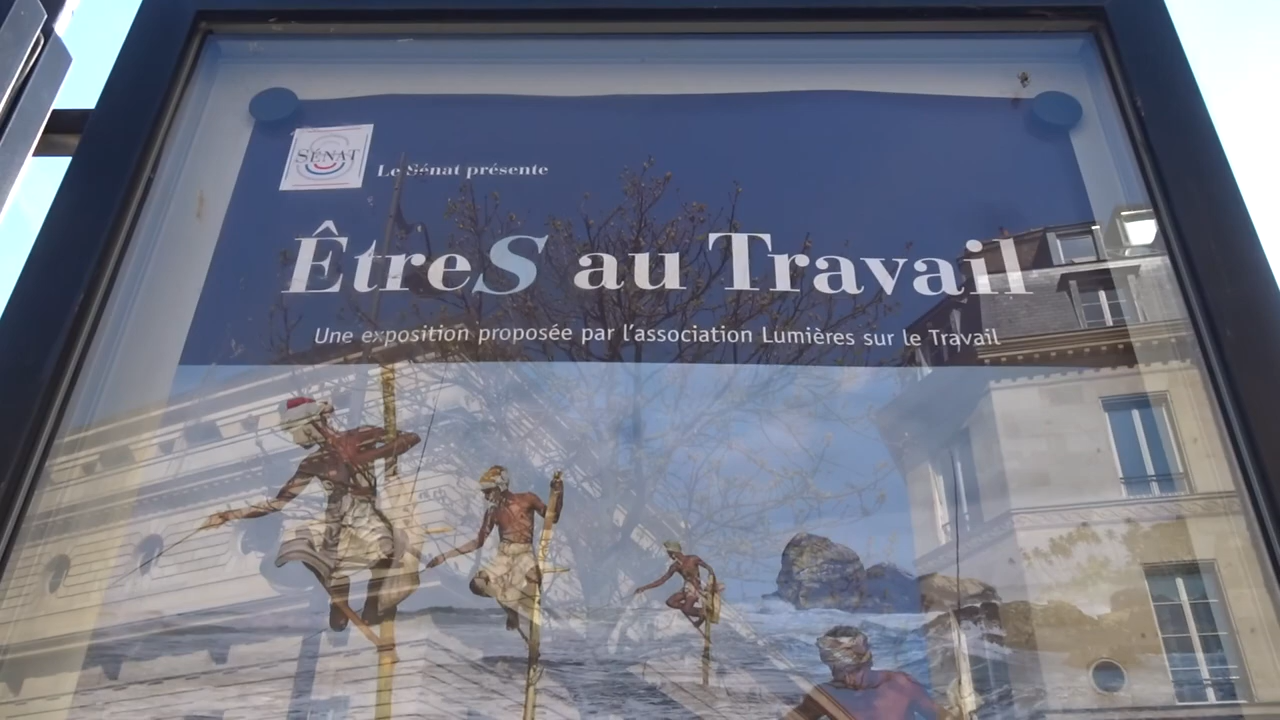 SÉNAT
Le Sénat présente
ÊtreS au Travail
Une exposition proposée par l'association Lumières sur le Travail